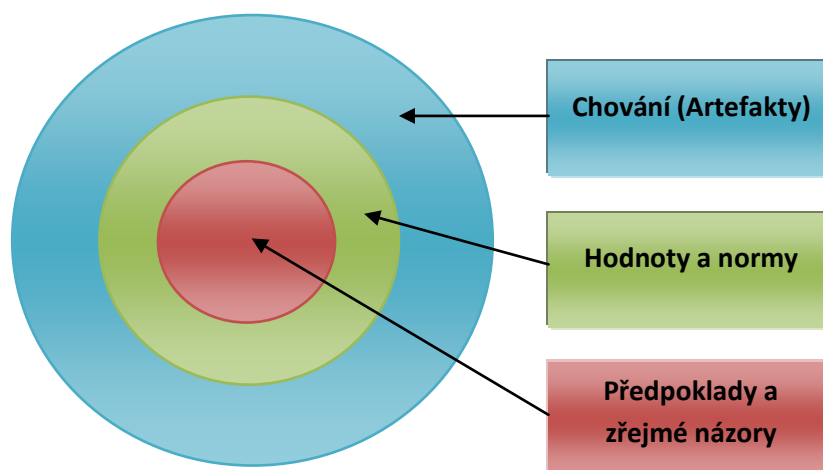 Chování (Artefakty)
Hodnoty a normy
Předpoklady a
zřejmé názory